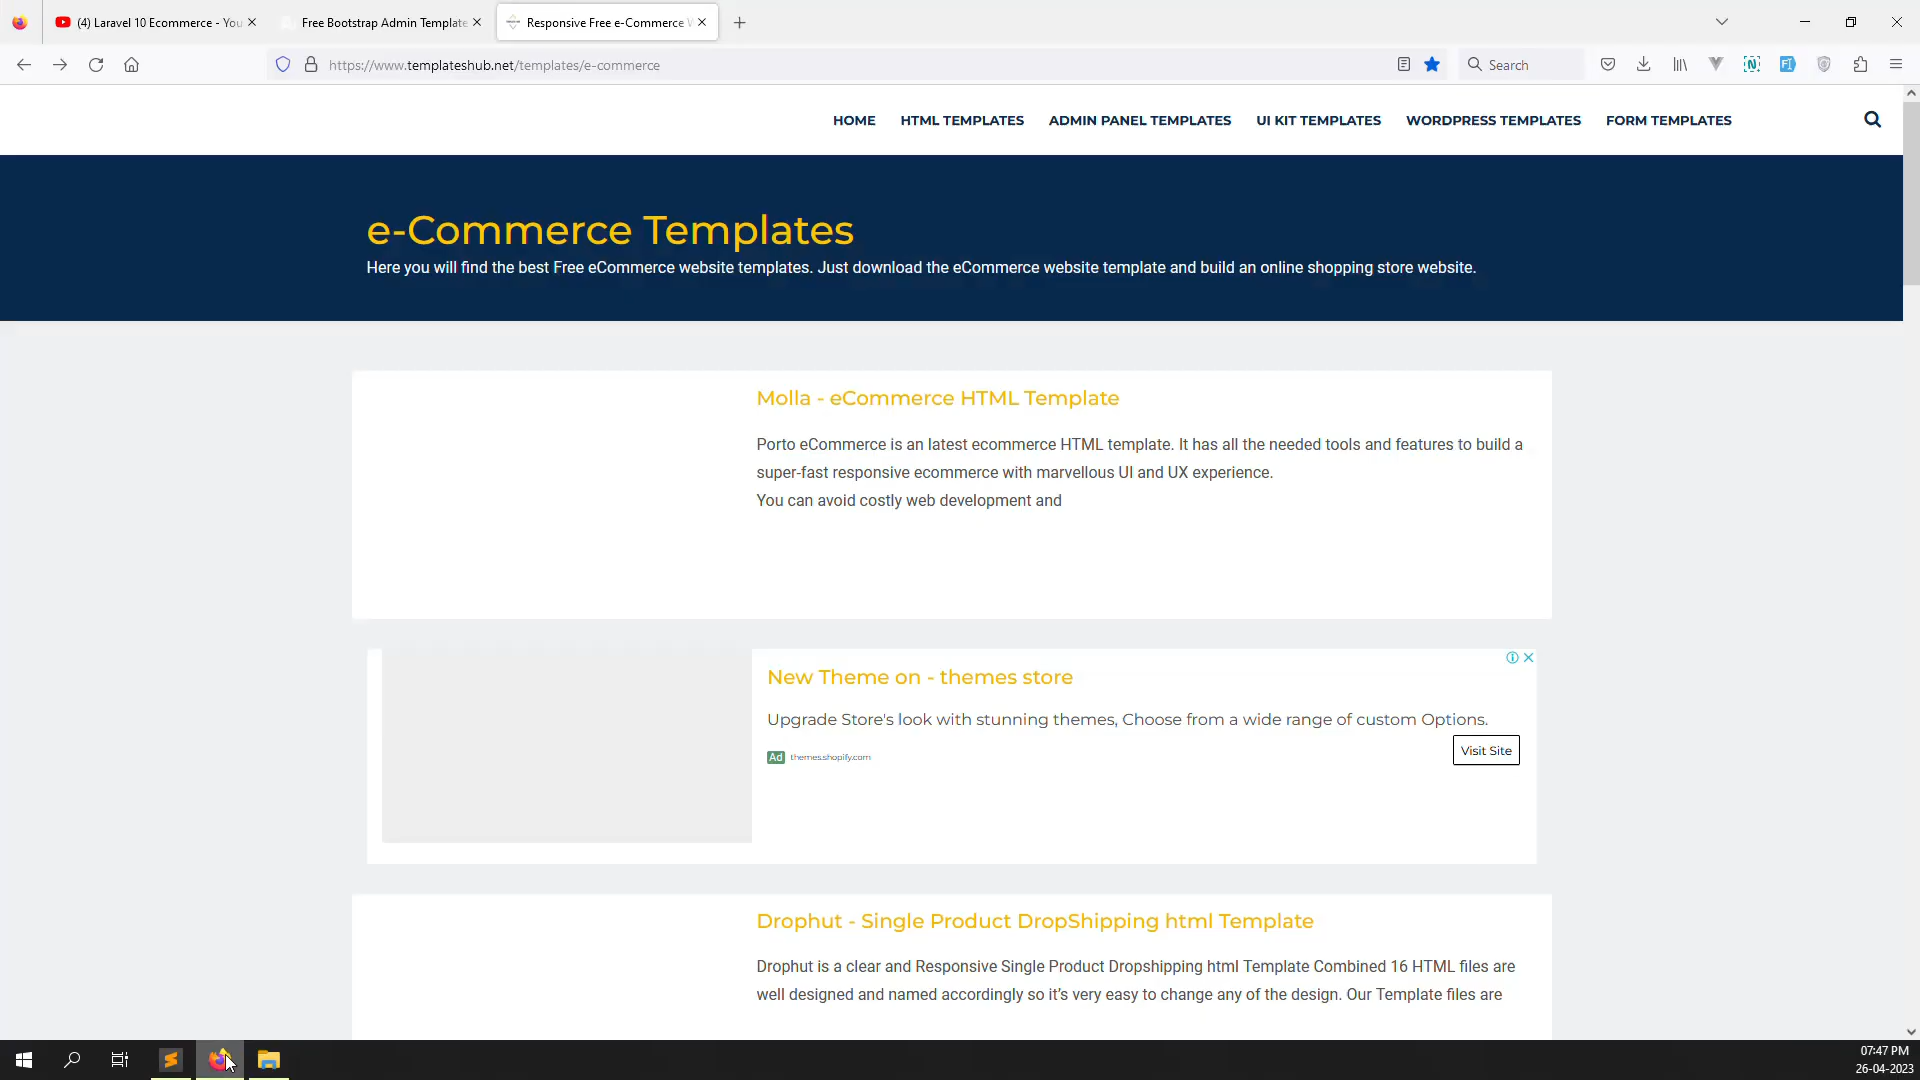 (4) Laravel 10 Ecommerce - You
Free Bootstrap Admin Template
Responsive Free e-Commerce W
https://www.templateshub.net/templates/e-commerce
Search
HOME
HTML TEMPLATES
ADMIN PANEL TEMPLATES
UI KIT TEMPLATES
WORDPRESS TEMPLATES
FORM TEMPLATES
e-Commerce Templates
Here you will find the best Free eCommerce website templates. Just download the eCommerce website template and build an online shopping store website.
Molla - eCommerce HTML Template
Porto eCommerce is an latest ecommerce HTML template. It has all the needed tools and features to build a
super-fast responsive ecommerce with marvellous UI and UX experience.
You can avoid costly web development and
New Theme on - themes store
Upgrade Store's look with stunning themes, Choose from a wide range of custom Options.
Visit Site
Ad themes.shopify.com
Drophut - Single Product DropShipping html Template
Drophut is a clear and Responsive Single Product Dropshipping html Template Combined 16 HTML files are
well designed and named accordingly so it's very easy to change any of the design. Our Template files are
07:47 PM
26-04-2023